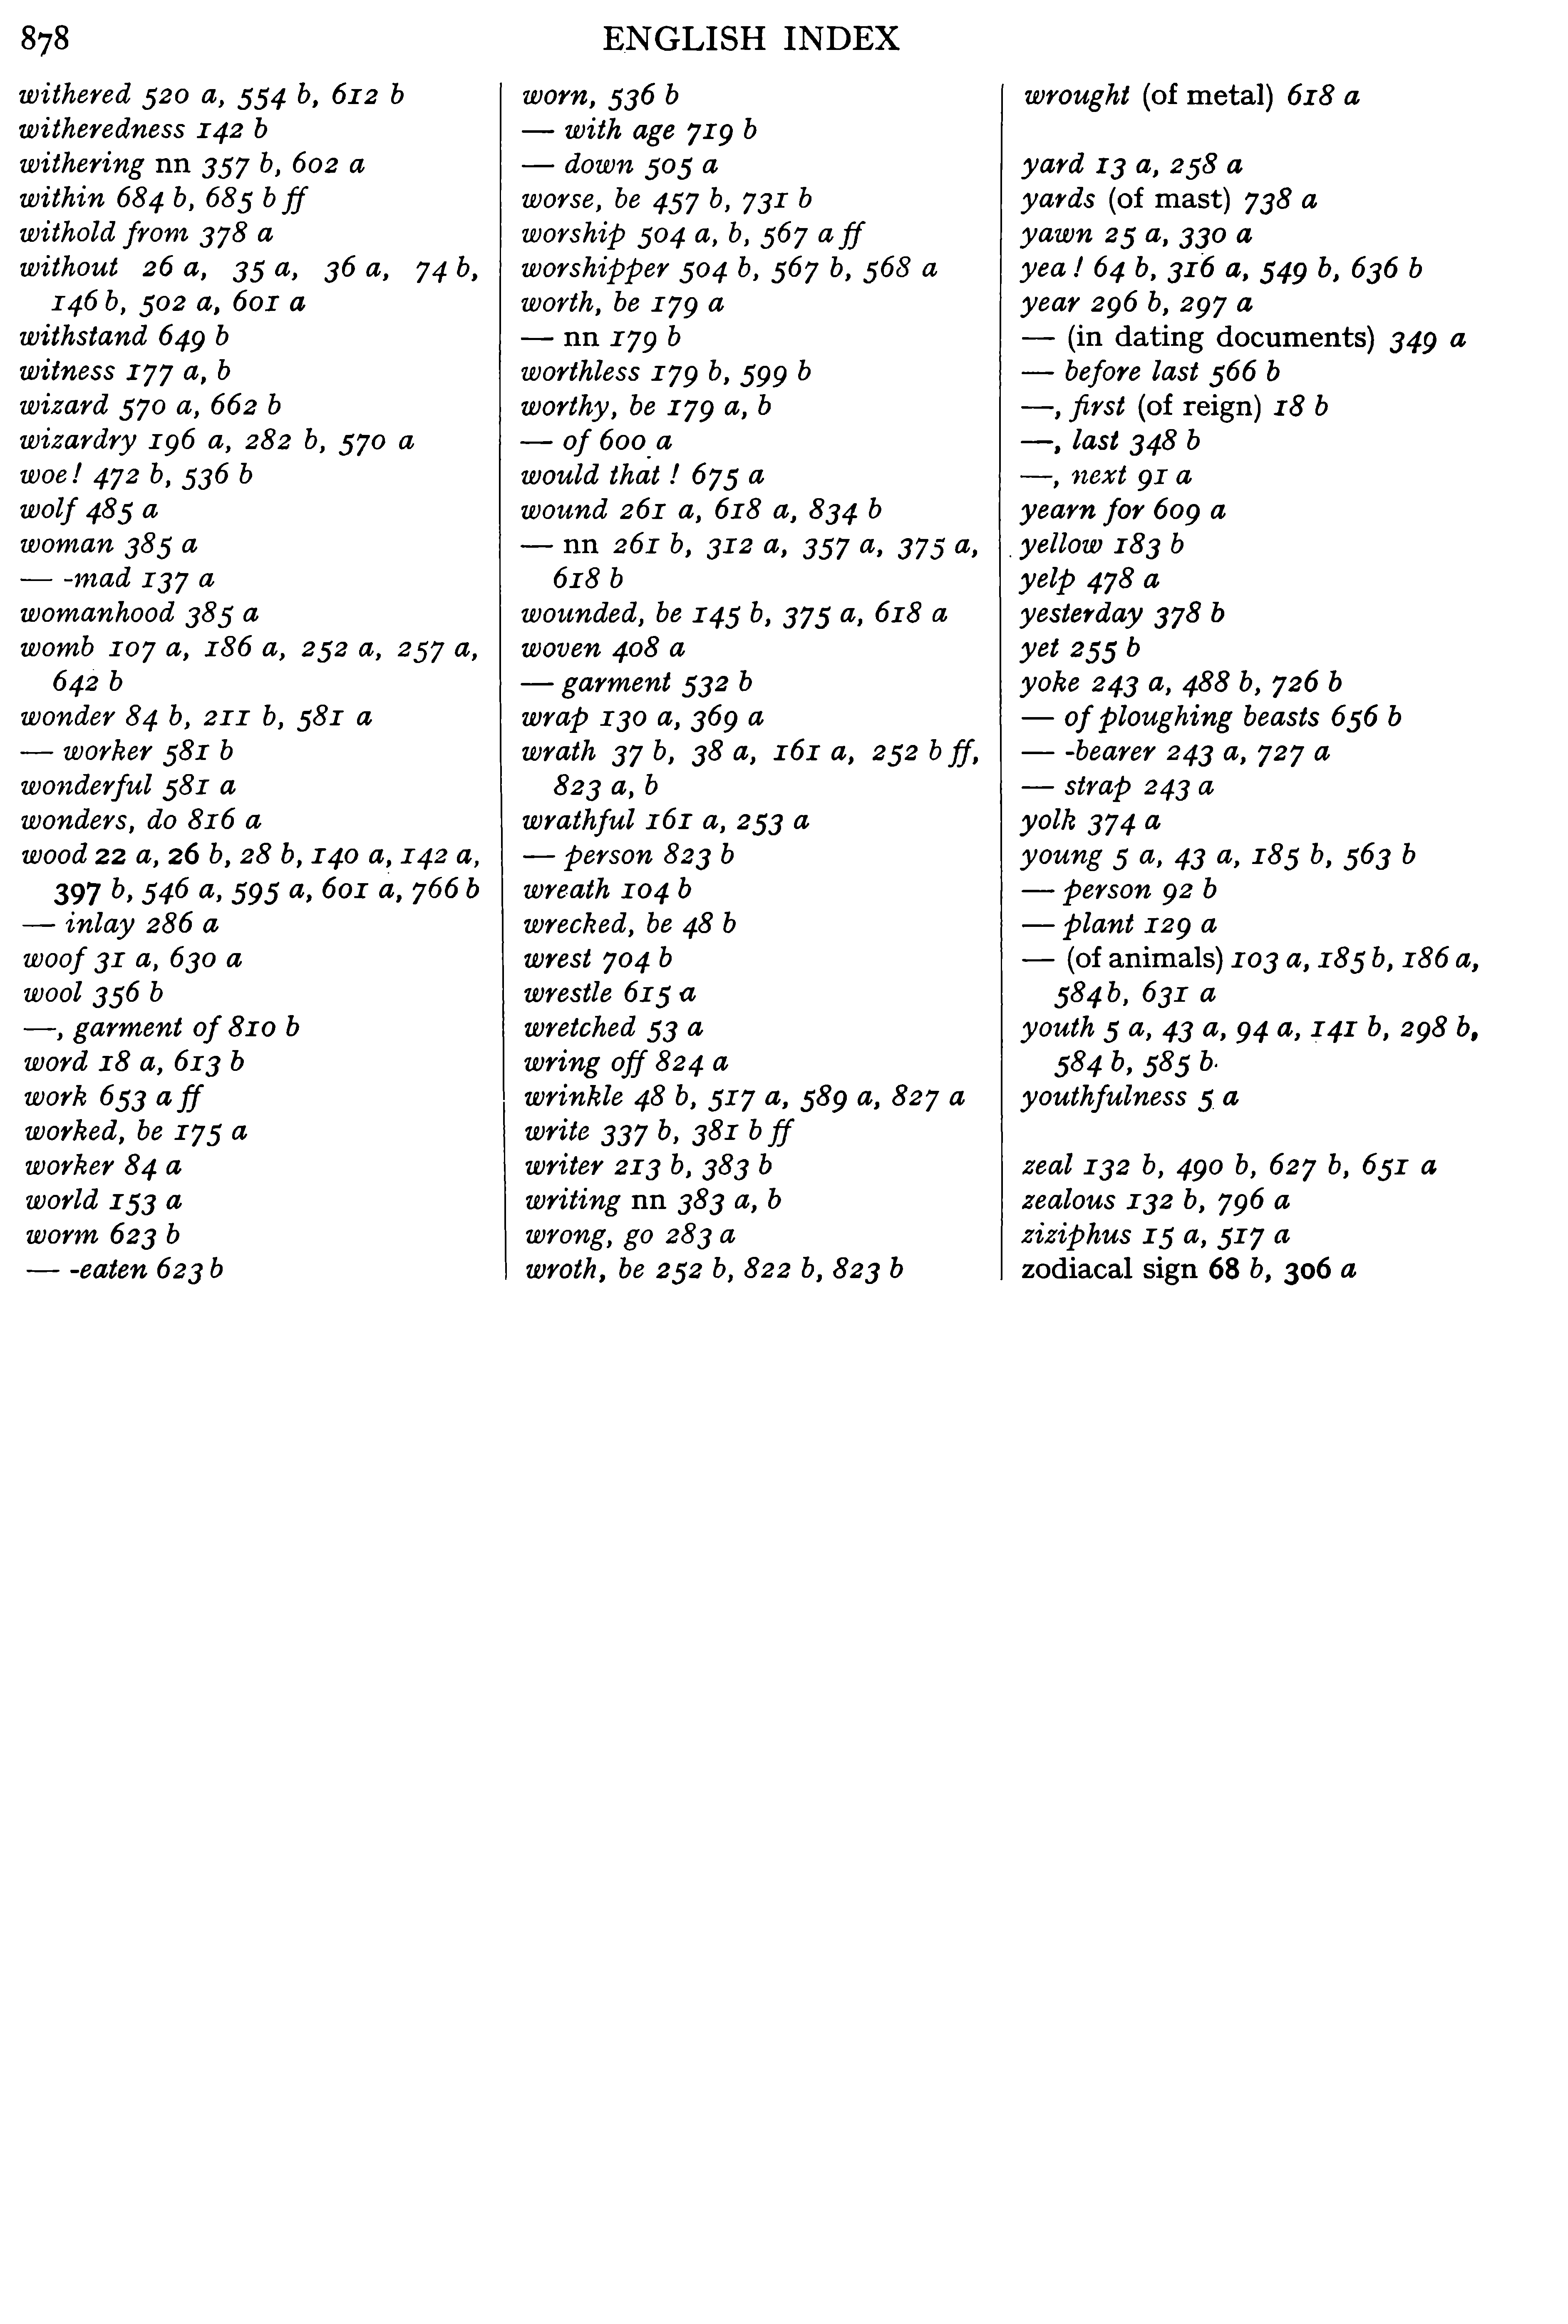 878
ENGLISH INDEX
withered 520 a, 554 b, 612 b
witheredness 142 b
withering nn 357 b, 602 a
within 684 b, 685 b ff
withold from 378 a
without 26 a, 35 a, 36 a, 74 b,
146 b, 502 a, 601 a
withstand 649 b
witness 177 a, b
wizard 570 a, 662 b
wizardry 196 a, 282 b, 570 a
woe! 472 b, 536 b
wolf 485 a
woman 385 a
— -mad 137 a
womanhood 385 a
womb 107 a, 186 a, 252 a, 257 a,
642 b
wonder 84 b, 211 b, 581 a
— worker 581 b
wonderful 581 a
wonders, do 816 a
wood 22 a, 26 b, 28 b, 140 a, 142 a,
397 b, 546 a, 595 a, 601 a, 766 b
— inlay 286 a
woof 31 a, 630 a
wool 356 b
—, garment of 810 b
word 18 a, 613 b
work 653 a ff
worked, be 175 a
worker 84 a
world 153 a
worm 623 b
— -eaten 623 b
worn, 536 b
— with age 719 b
— down 505 a
worse, be 457 b, 731 b
worship 504 a, b, 567 a ff
worshipper 504 b, 567 b, 568 a
worth, be 179 a
— nn 179 b
worthless 179 b, 599 b
worthy, be 179 a, b
— of 600 a
would that ! 675 a
wound 261 a, 618 a, 834 b
— nn 261 b, 312 a, 357 a, 375 a,
618 b
wounded, be 145 b, 375 a, 618 a
woven 408 a
— garment 532 b
wrap 130 a, 369 a
wrath 37 b, 38 a, 161 a, 252 b ff,
823 a, b
wrathful 161 a, 253 a
— person 823 b
wreath 104 b
wrecked, be 48 b
wrest 704 b
wrestle 615 a
wretched 53 a
wring off 824 a
wrinkle 48 b, 517 a, 589 a, 827 a
write 337 b, 381 b ff
writer 213 b, 383 b
writing nn 383 a, b
wrong, go 283 a
wroth, be 252 b, 822 b, 823 b
wrought (of metal) 618 a
yard 13 a, 258 a
yards (of mast) 738 a
yawn 25 a, 330 a
yea ! 64 b, 316 a, 549 b, 636 b
year 296 b, 297 a
— (in dating documents) 349 a
— before last 566 b
—, first (of reign) 18 b
—, last 348 b
—, next 91 a
yearn for 609 a
yellow 183 b
yelp 478 a
yesterday 378 b
yet 255 b
yoke 243 a, 488 b, 726 b
— of ploughing beasts 656 b
— -bearer 243 a, 727 a
— strap 243 a
yolk 374 a
young 5 a, 43 a, 185 b, 563 b
— person 92 b
— plant 129 a
— (of animals) 103 a, 185 b, 186 a,
584 b, 631 a
youth 5 a, 43 a, 94 a, 141 b, 298 b,
584 b, 585 b
youthfulness 5 a
zeal 132 b, 490 b, 627 b, 651 a
zealous 132 b, 796 a
ziziphus 15 a, 517 a
zodiacal sign 68 b, 306 a